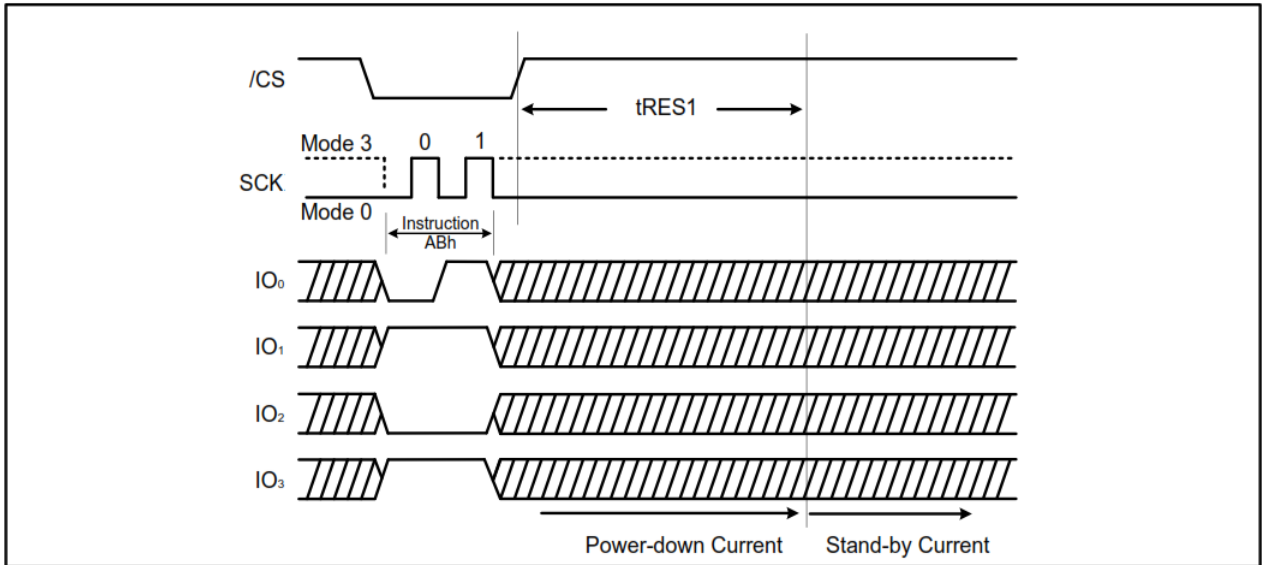 /CS
tRES1
Mode 3 0 1
SCK
Mode 0
Instruction
ABh
IO₀
IO₁
IO₂
IO₃
Power-down Current Stand-by Current